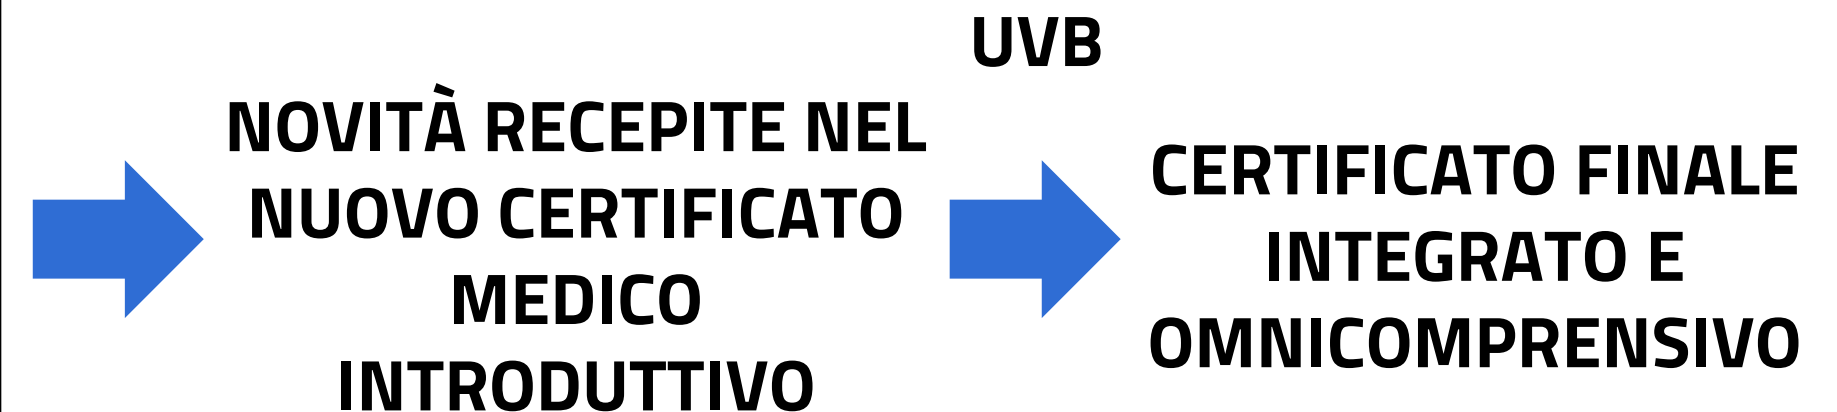 NOVITÀ RECEPITE NEL
NUOVO CERTIFICATO
MEDICO
INTRODUTTIVO
UVB
CERTIFICATO FINALE
INTEGRATO E
OMNICOMPRENSIVO